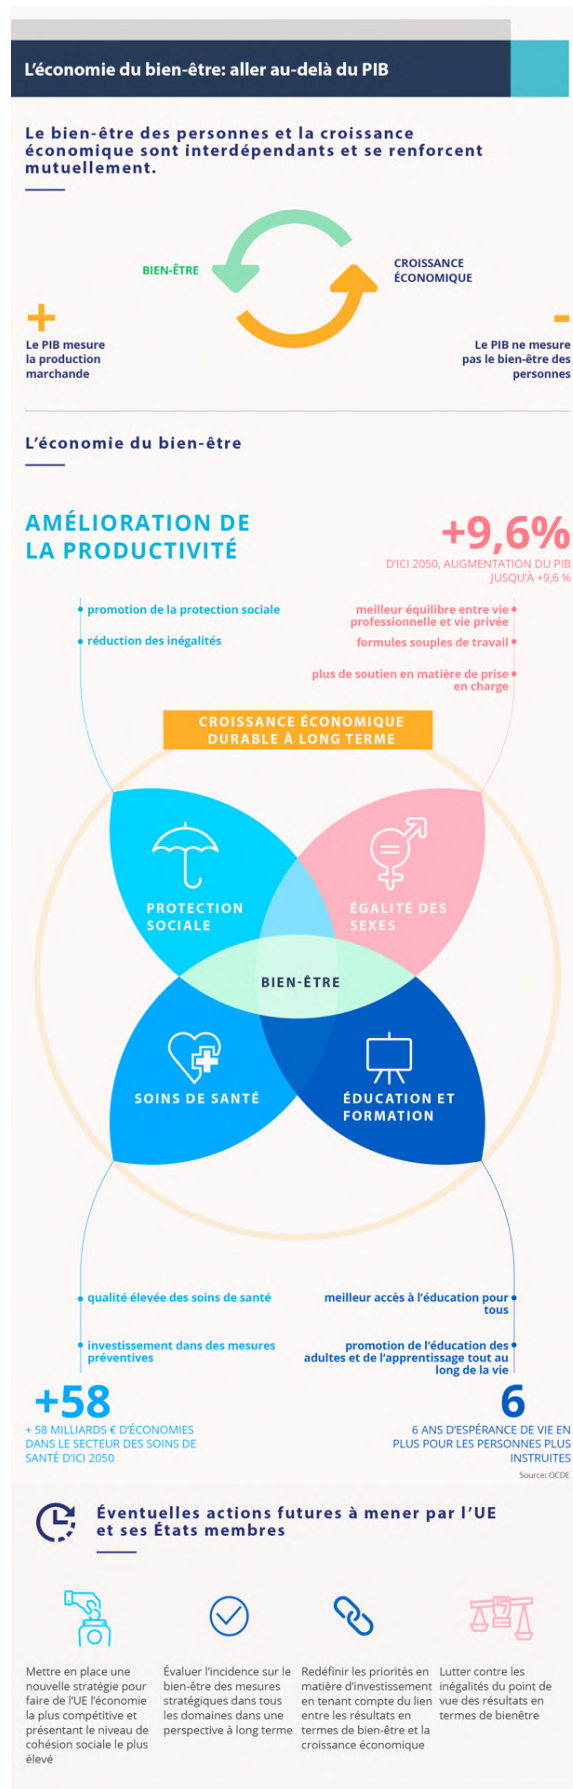 L'économie du bien-être: aller au-delà du PIB
Le bien-être des personnes et la croissance
économique sont interdépendants et se renforcent
mutuellement.
BIEN-ÊTRE
CROISSANCE
ÉCONOMIQUE
+
Le PIB mesure
la production
marchande
-
Le PIB ne mesure
pas le bien-être des
personnes
L'économie du bien-être
AMÉLIORATION DE
LA PRODUCTIVITÉ
+9,6%
D'ICI 2050, AUGMENTATION DU PIB
JUSQU'À +9,6 %
promotion de la protection sociale
réduction des inégalités
meilleur équilibre entre vie
professionnelle et vie privée
formules souples de travail
plus de soutien en matière de prise
en charge
CROISSANCE ÉCONOMIQUE
DURABLE À LONG TERME
PROTECTION
SOCIALE
ÉGALITÉ DES
SEXES
BIEN-ÊTRE
SOINS DE SANTÉ
ÉDUCATION ET
FORMATION
qualité élevée des soins de santé
investissement dans des mesures
préventives
meilleur accès à l'éducation pour
tous
promotion de l'éducation des
adultes et de l'apprentissage tout au
long de la vie
+58
+ 58 MILLIARDS € D'ÉCONOMIES
DANS LE SECTEUR DES SOINS DE
SANTÉ D'ICI 2050
6
6 ANS D'ESPÉRANCE DE VIE EN
PLUS POUR LES PERSONNES PLUS
INSTRUITES
Source: OCDE
Éventuelles actions futures à mener par l'UE
et ses États membres
Mettre en place une
nouvelle stratégie pour
faire de l'UE l'économie
la plus compétitive et
présentant le niveau de
cohésion sociale le plus
élevé
Évaluer l'incidence sur le
bien-être des mesures
stratégiques dans tous
les domaines dans une
perspective à long terme
Redéfinir les priorités en
matière d'investissement
en tenant compte du lien
entre les résultats en
termes de bien-être et la
croissance économique
Lutter contre les
inégalités du point de
vue des résultats en
termes de bienêtre